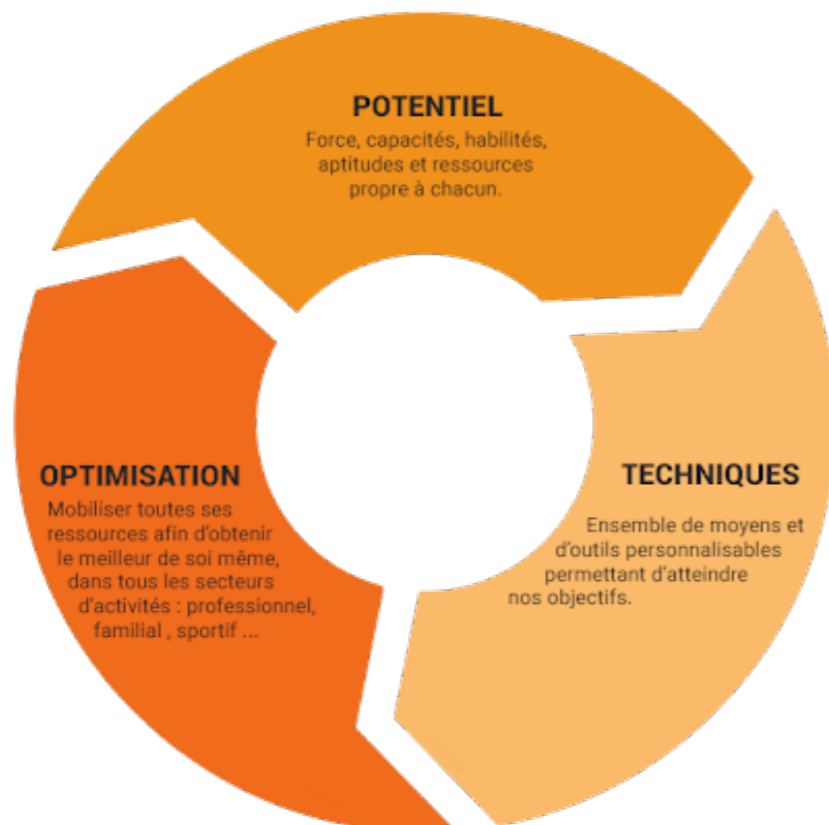 POTENTIEL
Force, capacités, habilités,
aptitudes et ressources
propre à chacun.
TECHNIQUES
Ensemble de moyens et
d'outils personnalisables
permettant d'atteindre
nos objectifs.
OPTIMISATION
Mobiliser toutes ses
ressources afin d'obtenir
le meilleur de soi même,
dans tous les secteurs
d'activités : professionnel,
familial , sportif ...